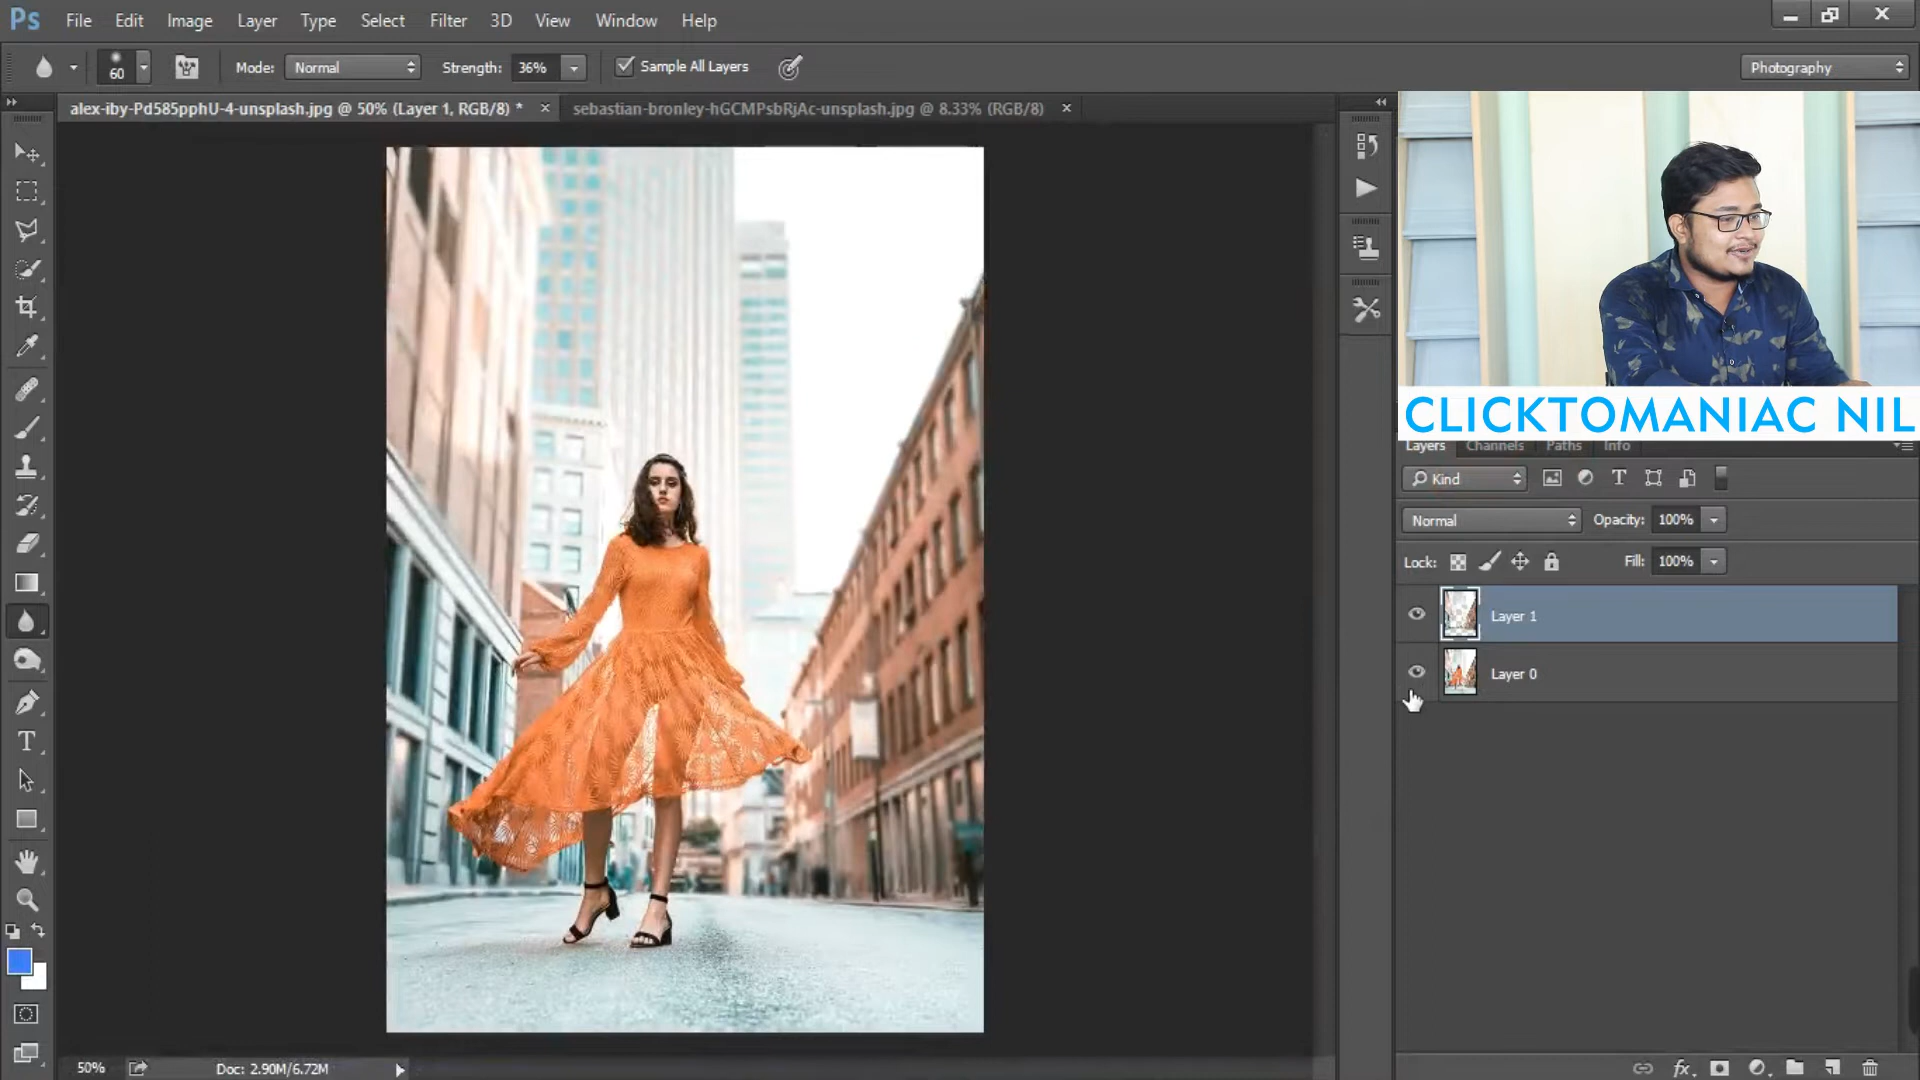 Ps File Edit Image Layer Type Select Filter 3D View Window Help
60 Mode: Normal Strength: 36% Sample All Layers Photography
alex-iby-Pd585pphU-4-unsplash.jpg @ 50% (Layer 1, RGB/8) * × sebastian-bronley-hGCMPsbRjAc-unsplash.jpg @ 8.33% (RGB/8) ×
CLICKTOMANIAC NIL
Layers Channels Paths Info
Kind
Normal Opacity: 100%
Lock: Fill: 100%
Layer 1
Layer 0
50% Doc: 2.90M/6.72M
fx